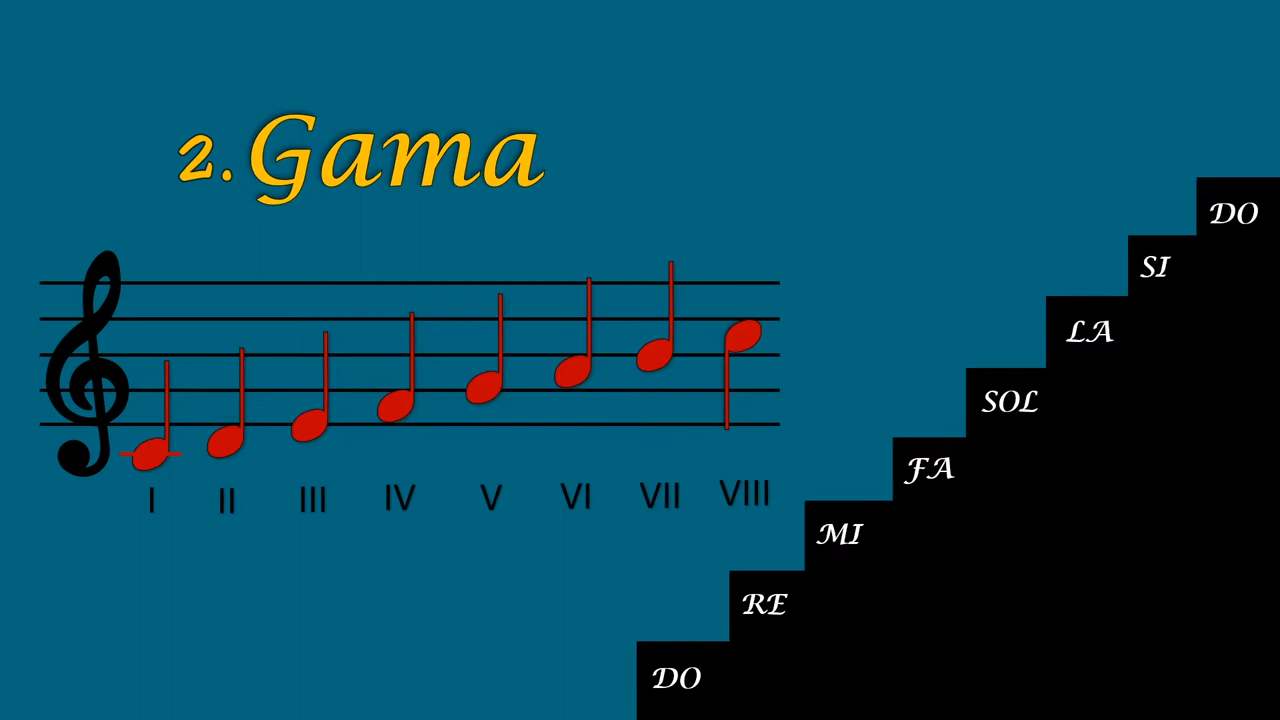 2. Gama
I II III IV V VI VII VIII
DO
SI
LA
SOL
FA
MI
RE
DO